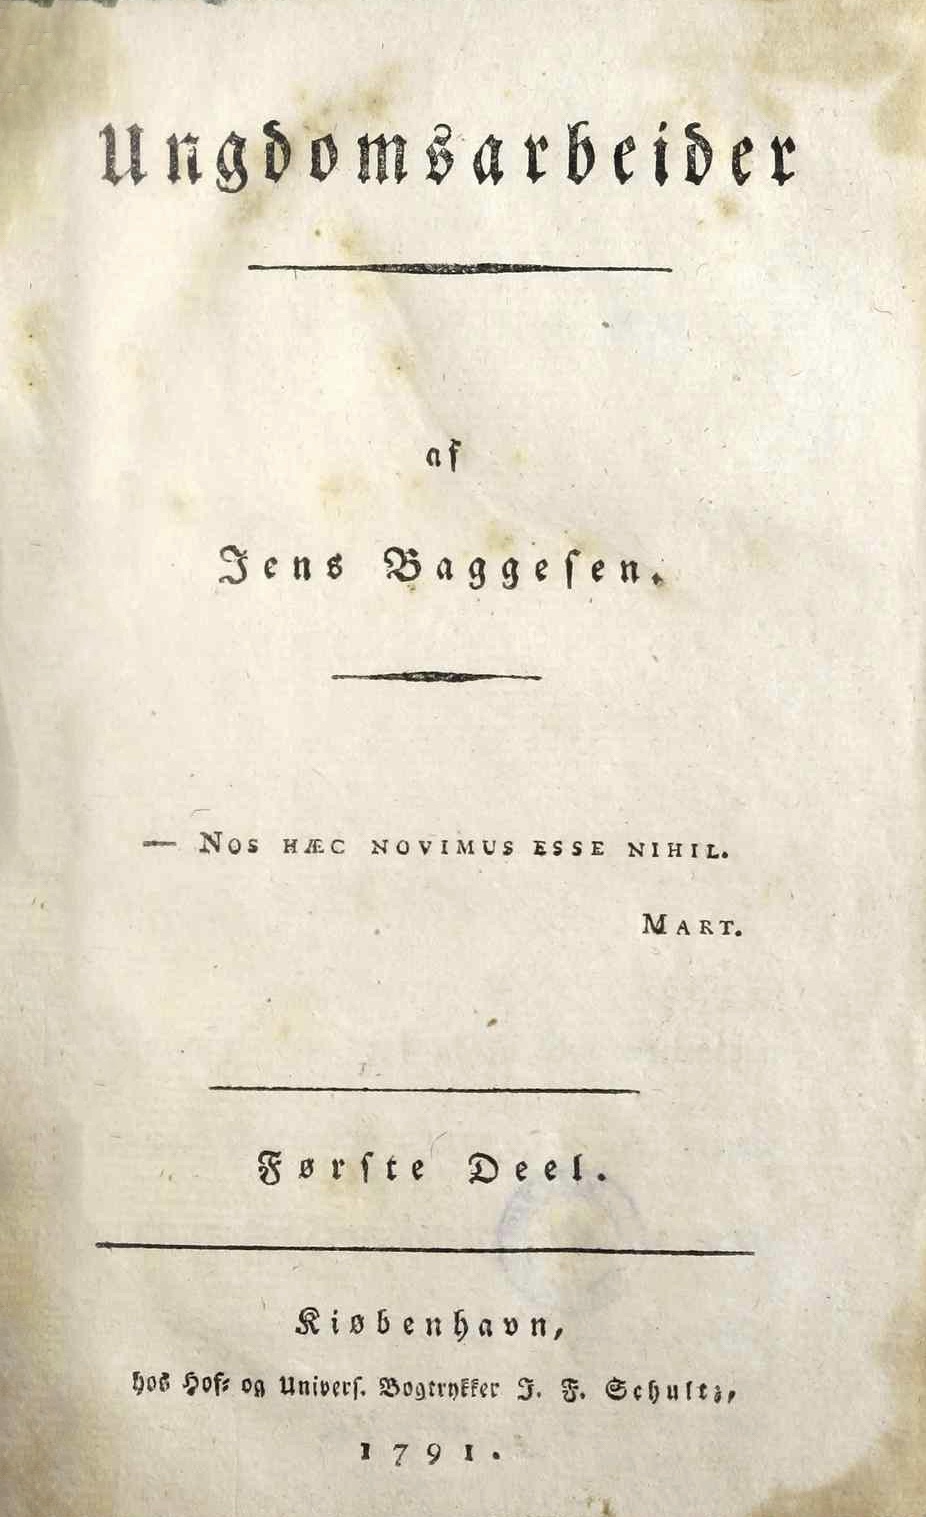 Ungdomsarbeider
af
Jens Baggesen.
— Nos hæc novimus esse nihil.
Mart.
Første Deel.
Kiøbenhavn,
hos Hof- og Univers. Bogtrykker J. F. Schultz,
1791.